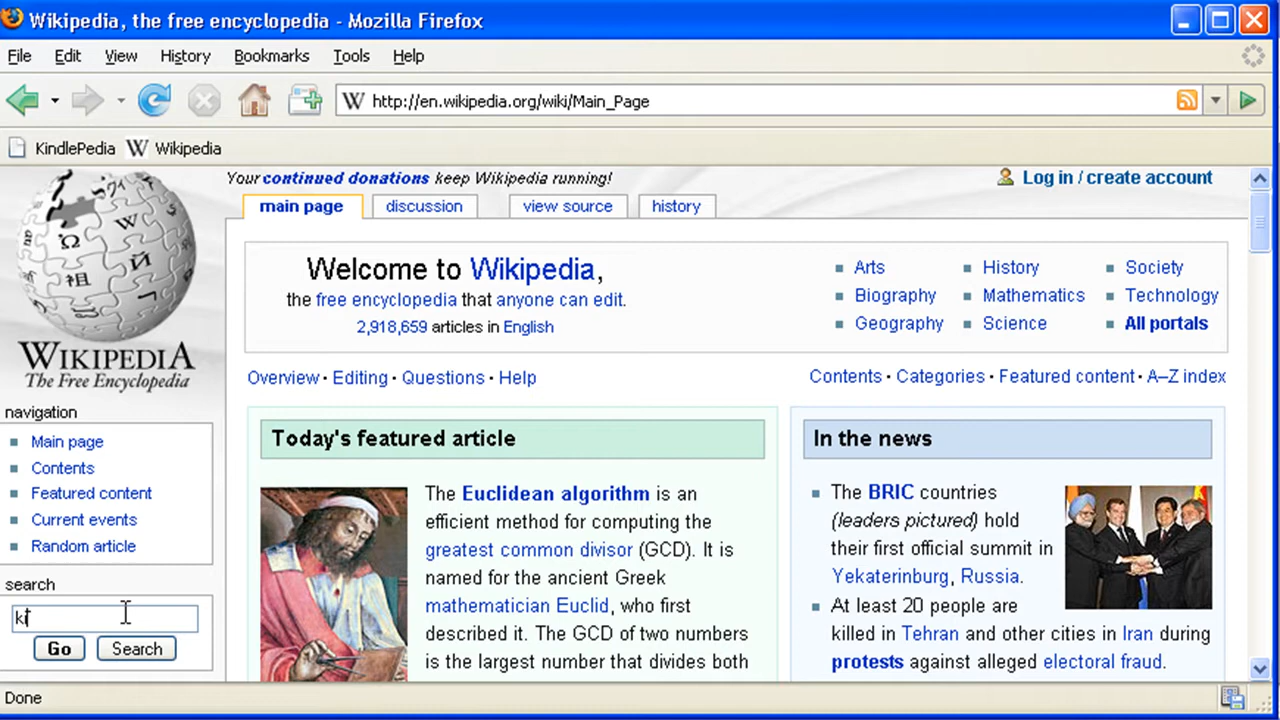 Wikipedia, the free encyclopedia - Mozilla Firefox
File Edit View History Bookmarks Tools Help
W http://en.wikipedia.org/wiki/Main_Page
KindlePedia W Wikipedia
Your continued donations keep Wikipedia running!
Log in / create account
main page discussion view source history
WIKIPEDIA
The Free Encyclopedia
navigation
Main page
Contents
Featured content
Current events
Random article
search
ki
Go Search
Welcome to Wikipedia,
the free encyclopedia that anyone can edit.
2,918,659 articles in English
Arts History Society
Biography Mathematics Technology
Geography Science All portals
Overview · Editing · Questions · Help
Contents · Categories · Featured content · A–Z index
Today's featured article
The Euclidean algorithm is an
efficient method for computing the
greatest common divisor (GCD). It is
named for the ancient Greek
mathematician Euclid, who first
described it. The GCD of two numbers
is the largest number that divides both
In the news
The BRIC countries
(leaders pictured) hold
their first official summit in
Yekaterinburg, Russia.
At least 20 people are
killed in Tehran and other cities in Iran during
protests against alleged electoral fraud.
Done